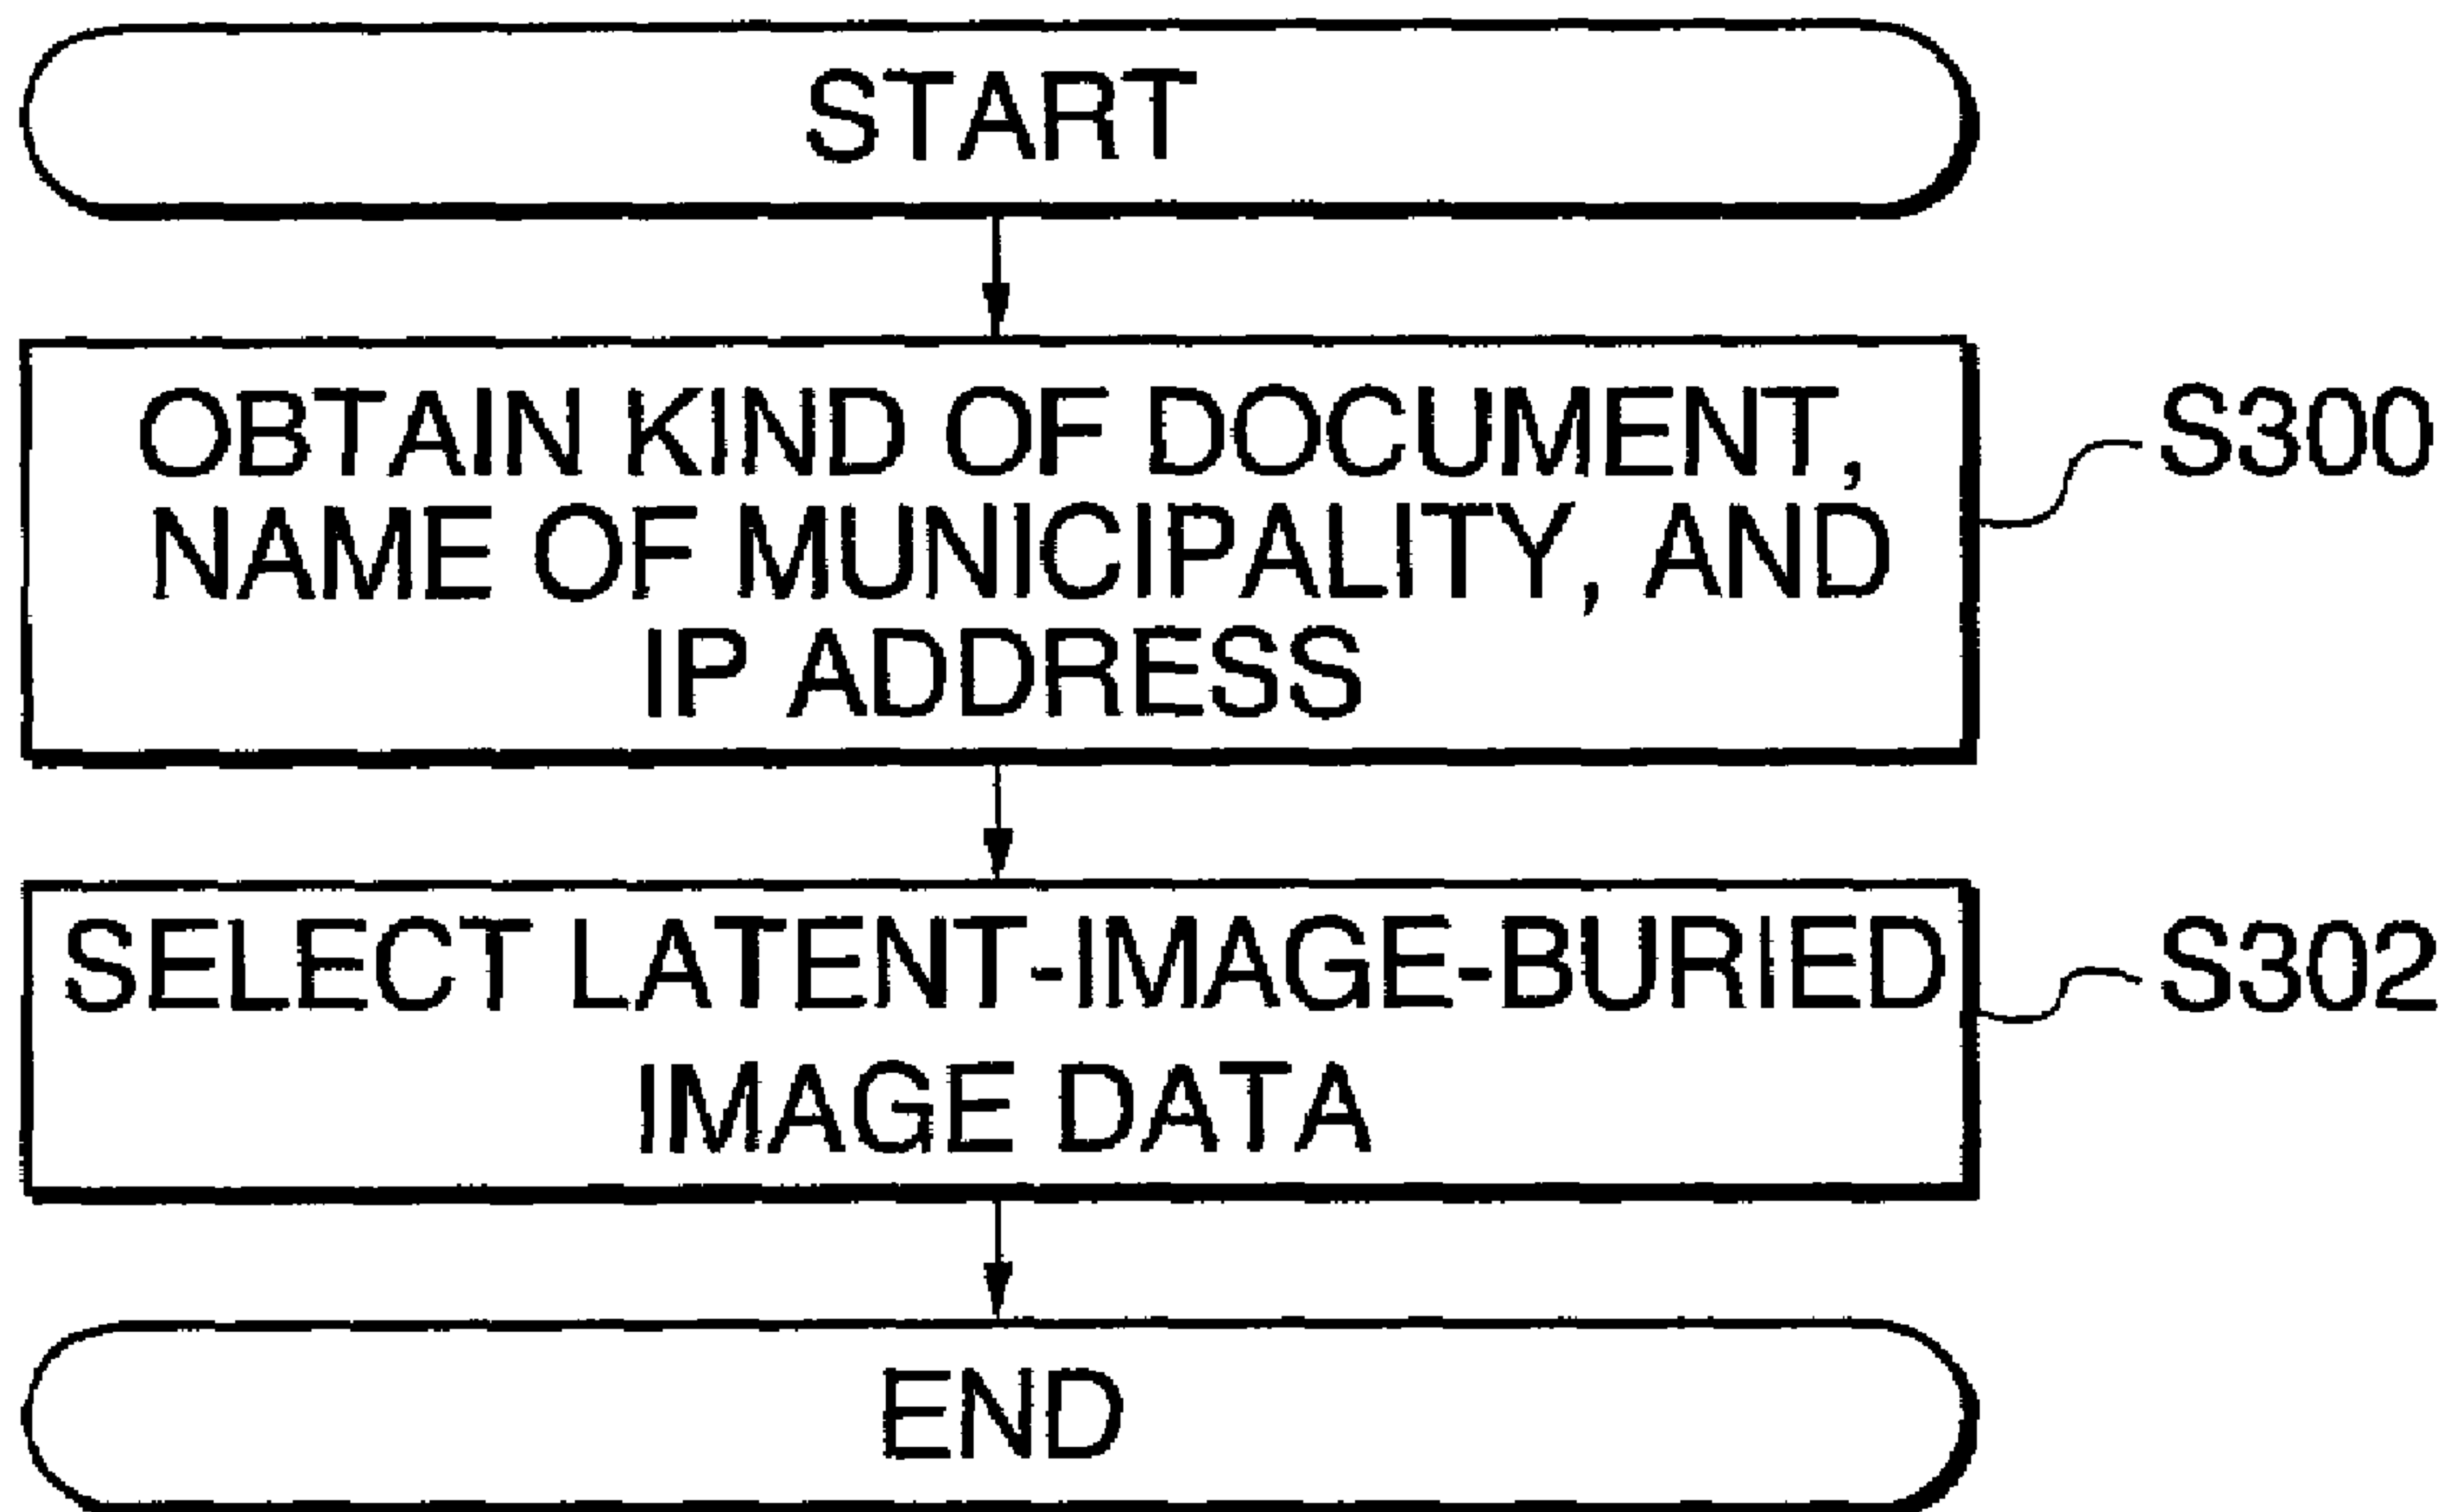 START
OBTAIN KIND OF DOCUMENT,
NAME OF MUNICIPALITY, AND
IP ADDRESS
S300
SELECT LATENT-IMAGE-BURIED
IMAGE DATA
S302
END